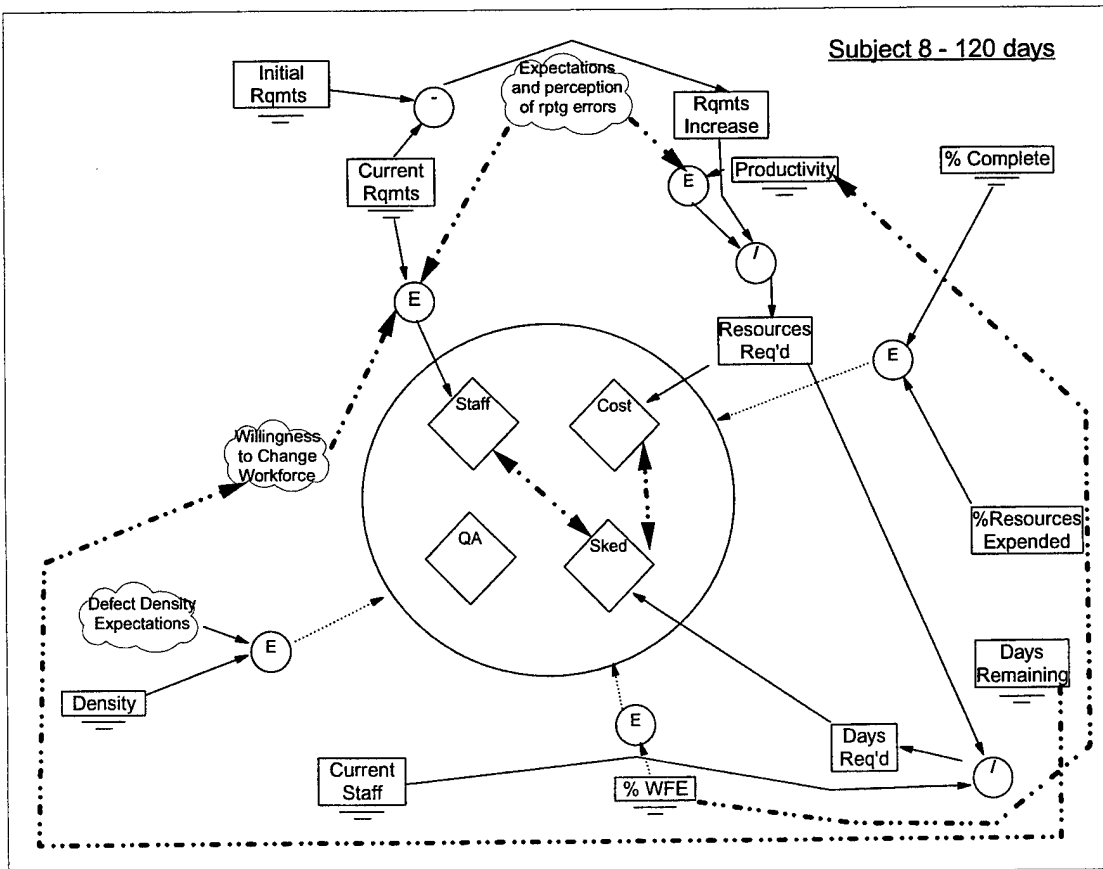 Subject 8 - 120 days
Initial
Rqmts
-
Expectations
and perception
of rptg errors
Rqmts
Increase
Current
Rqmts
E
Productivity
% Complete
/
E
Resources
Req'd
E
Staff
Cost
Willingness
to Change
Workforce
QA
Sked
%Resources
Expended
Defect Density
Expectations
E
Density
Days
Remaining
E
Days
Req'd
Current
Staff
% WFE
/